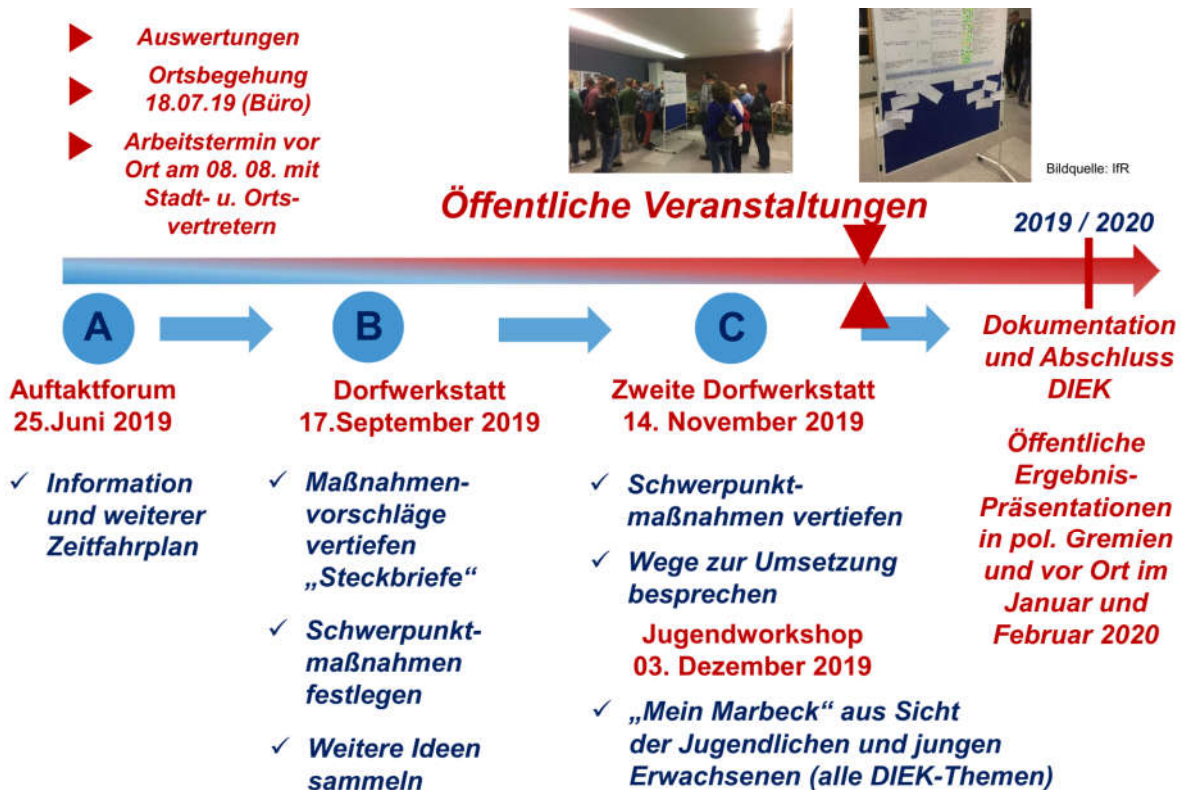 Auswertungen
Ortsbegehung
18.07.19 (Büro)
Arbeitstermin vor
Ort am 08. 08. mit
Stadt- u. Orts-
vertretern
Bildquelle: IfR
Öffentliche Veranstaltungen
2019 / 2020
A
B
C
Auftaktforum
25.Juni 2019
✓ Information
und weiterer
Zeitfahrplan
Dorfwerkstatt
17.September 2019
✓ Maßnahmen-
vorschläge
vertiefen
„Steckbriefe“
✓ Schwerpunkt-
maßnahmen
festlegen
✓ Weitere Ideen
sammeln
Zweite Dorfwerkstatt
14. November 2019
✓ Schwerpunkt-
maßnahmen vertiefen
✓ Wege zur Umsetzung
besprechen
Jugendworkshop
03. Dezember 2019
✓ „Mein Marbeck“ aus Sicht
der Jugendlichen und jungen
Erwachsenen (alle DIEK-Themen)
Dokumentation
und Abschluss
DIEK
Öffentliche
Ergebnis-
Präsentationen
in pol. Gremien
und vor Ort im
Januar und
Februar 2020